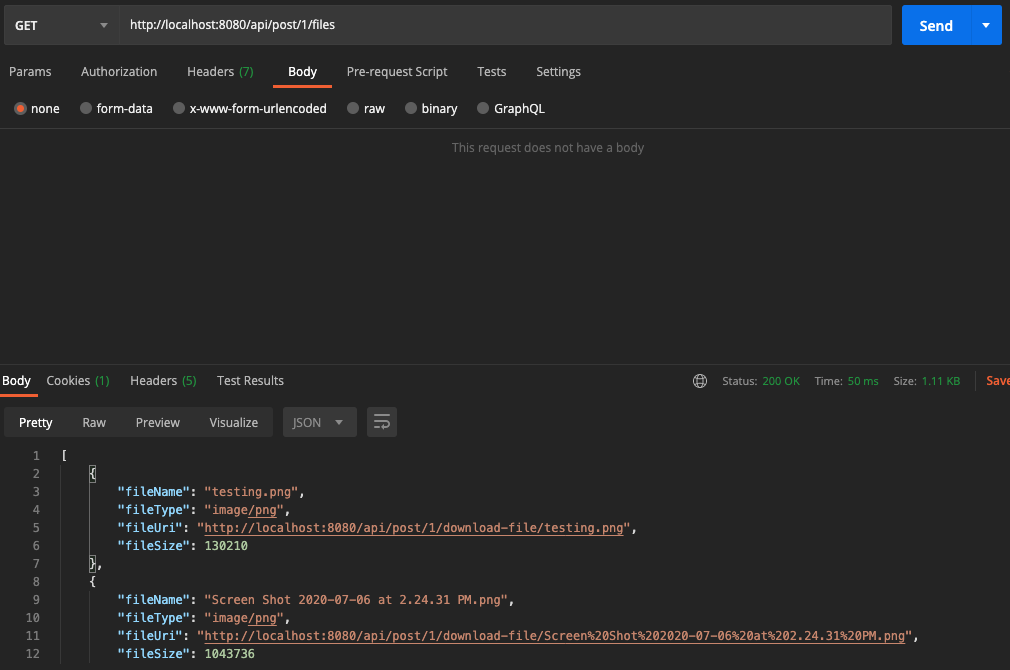 GET http://localhost:8080/api/post/1/files Send
Params Authorization Headers (7) Body Pre-request Script Tests Settings
none form-data x-www-form-urlencoded raw binary GraphQL
This request does not have a body
Body Cookies (1) Headers (5) Test Results Status: 200 OK Time: 50 ms Size: 1.11 KB Save
Pretty Raw Preview Visualize JSON
1 [
2 {
3 "fileName": "testing.png",
4 "fileType": "image/png",
5 "fileUri": "http://localhost:8080/api/post/1/download-file/testing.png",
6 "fileSize": 130210
7 },
8 {
9 "fileName": "Screen Shot 2020-07-06 at 2.24.31 PM.png",
10 "fileType": "image/png",
11 "fileUri": "http://localhost:8080/api/post/1/download-file/Screen%20Shot%202020-07-06%20at%202.24.31%20PM.png",
12 "fileSize": 1043736